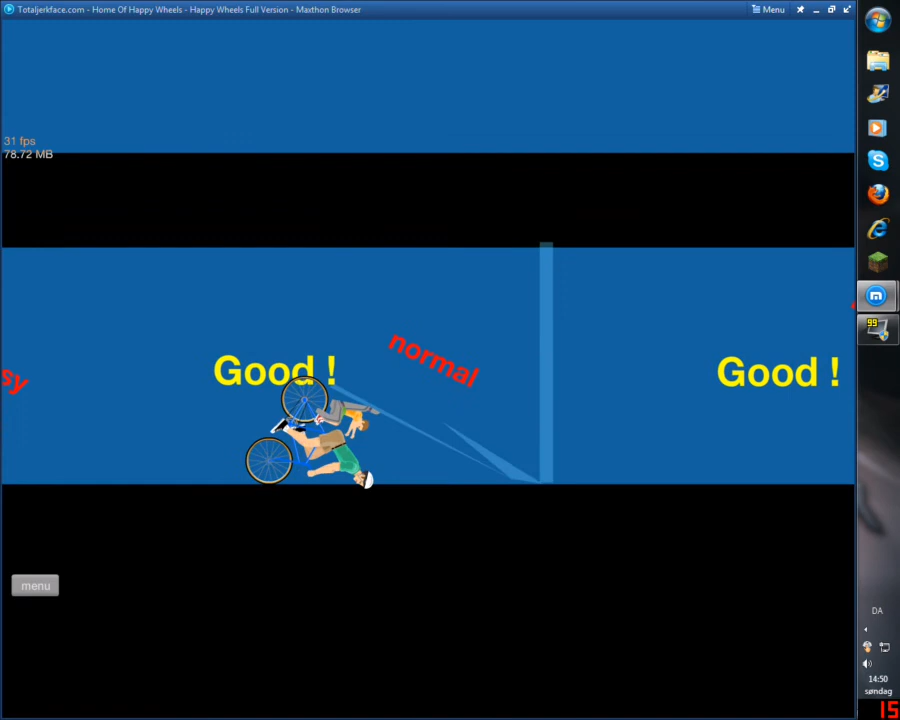 Totaljerkface.com - Home Of Happy Wheels - Happy Wheels Full Version - Maxthon Browser
Menu
31 fps
78.72 MB
sy
Good !
normal
Good !
99
menu
DA
14:50
søndag
15